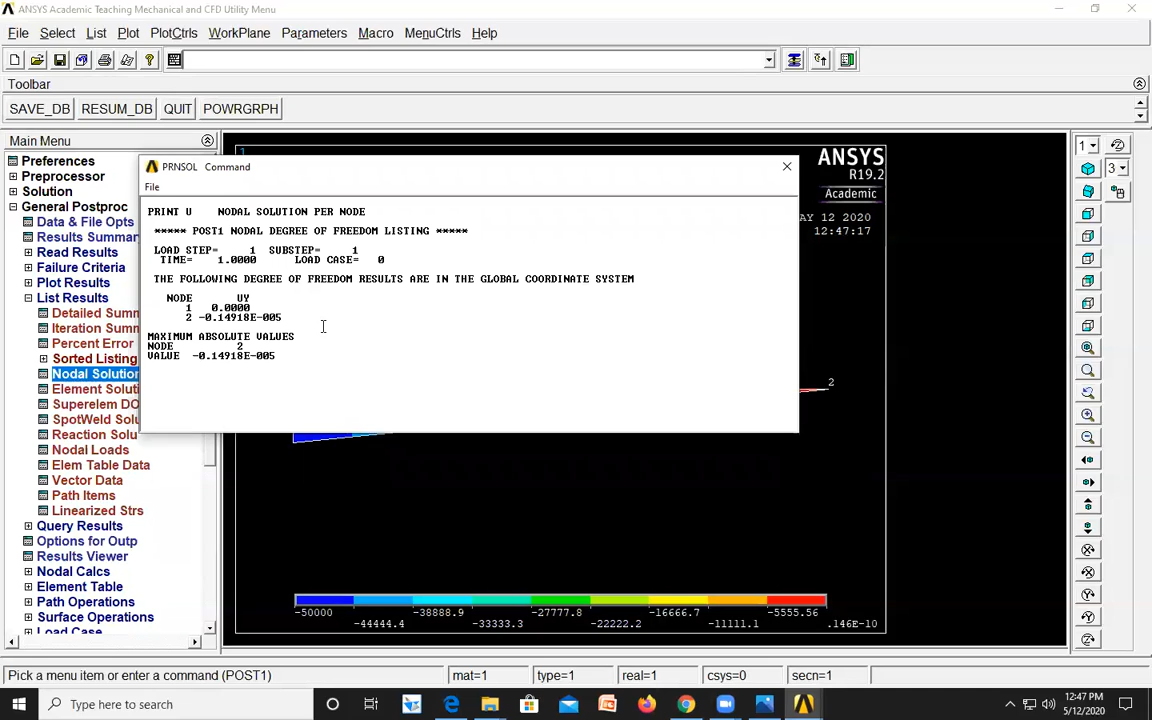 ANSYS Academic Teaching Mechanical and CFD Utility Menu
File Select List Plot PlotCtrls WorkPlane Parameters Macro MenuCtrls Help
Toolbar
SAVE_DB RESUM_DB QUIT POWRGRPH
Main Menu
Preferences
Preprocessor
Solution
General Postproc
Data & File Opts
Results Summar
Read Results
Failure Criteria
Plot Results
List Results
Detailed Summ
Iteration Summ
Percent Error
Sorted Listing
Nodal Solution
Element Soluti
Superelem DO
SpotWeld Solu
Reaction Solu
Nodal Loads
Elem Table Data
Vector Data
Path Items
Linearized Strs
Query Results
Options for Outp
Results Viewer
Nodal Calcs
Element Table
Path Operations
Surface Operations
Load Case
PRNSOL Command
File
PRINT U NODAL SOLUTION PER NODE
***** POST1 NODAL DEGREE OF FREEDOM LISTING *****
LOAD STEP= 1 SUBSTEP= 1
TIME= 1.0000 LOAD CASE= 0
THE FOLLOWING DEGREE OF FREEDOM RESULTS ARE IN THE GLOBAL COORDINATE SYSTEM
NODE UY
1 0.0000
2 -0.14918E-005
MAXIMUM ABSOLUTE VALUES
NODE 2
VALUE -0.14918E-005
1
ANSYS
R19.2
Academic
AY 12 2020
12:47:17
2
-50000 -38888.9 -27777.8 -16666.7 -5555.56
-44444.4 -33333.3 -22222.2 -11111.1 .146E-10
1
3
Pick a menu item or enter a command (POST1) mat=1 type=1 real=1 csys=0 secn=1
Type here to search
12:47 PM
5/12/2020